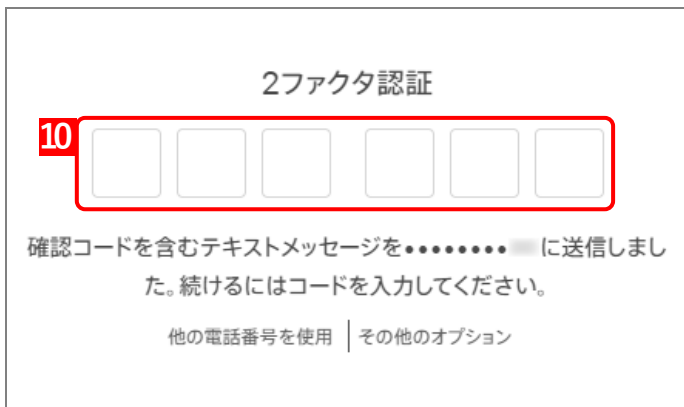 2ファクタ認証
10
確認コードを含むテキストメッセージを•••••••• に送信しまし
た。続けるにはコードを入力してください。
他の電話番号を使用 | その他のオプション